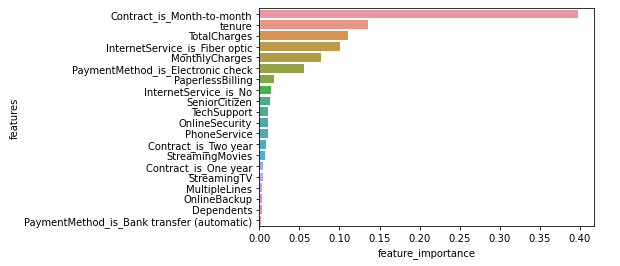 Contract_is_Month-to-month
tenure
TotalCharges
InternetService_is_Fiber optic
MonthlyCharges
PaymentMethod_is_Electronic check
PaperlessBilling
InternetService_is_No
SeniorCitizen
TechSupport
OnlineSecurity
PhoneService
Contract_is_Two year
StreamingMovies
Contract_is_One year
StreamingTV
MultipleLines
OnlineBackup
Dependents
PaymentMethod_is_Bank transfer (automatic)
features
0.00 0.05 0.10 0.15 0.20 0.25 0.30 0.35 0.40
feature_importance